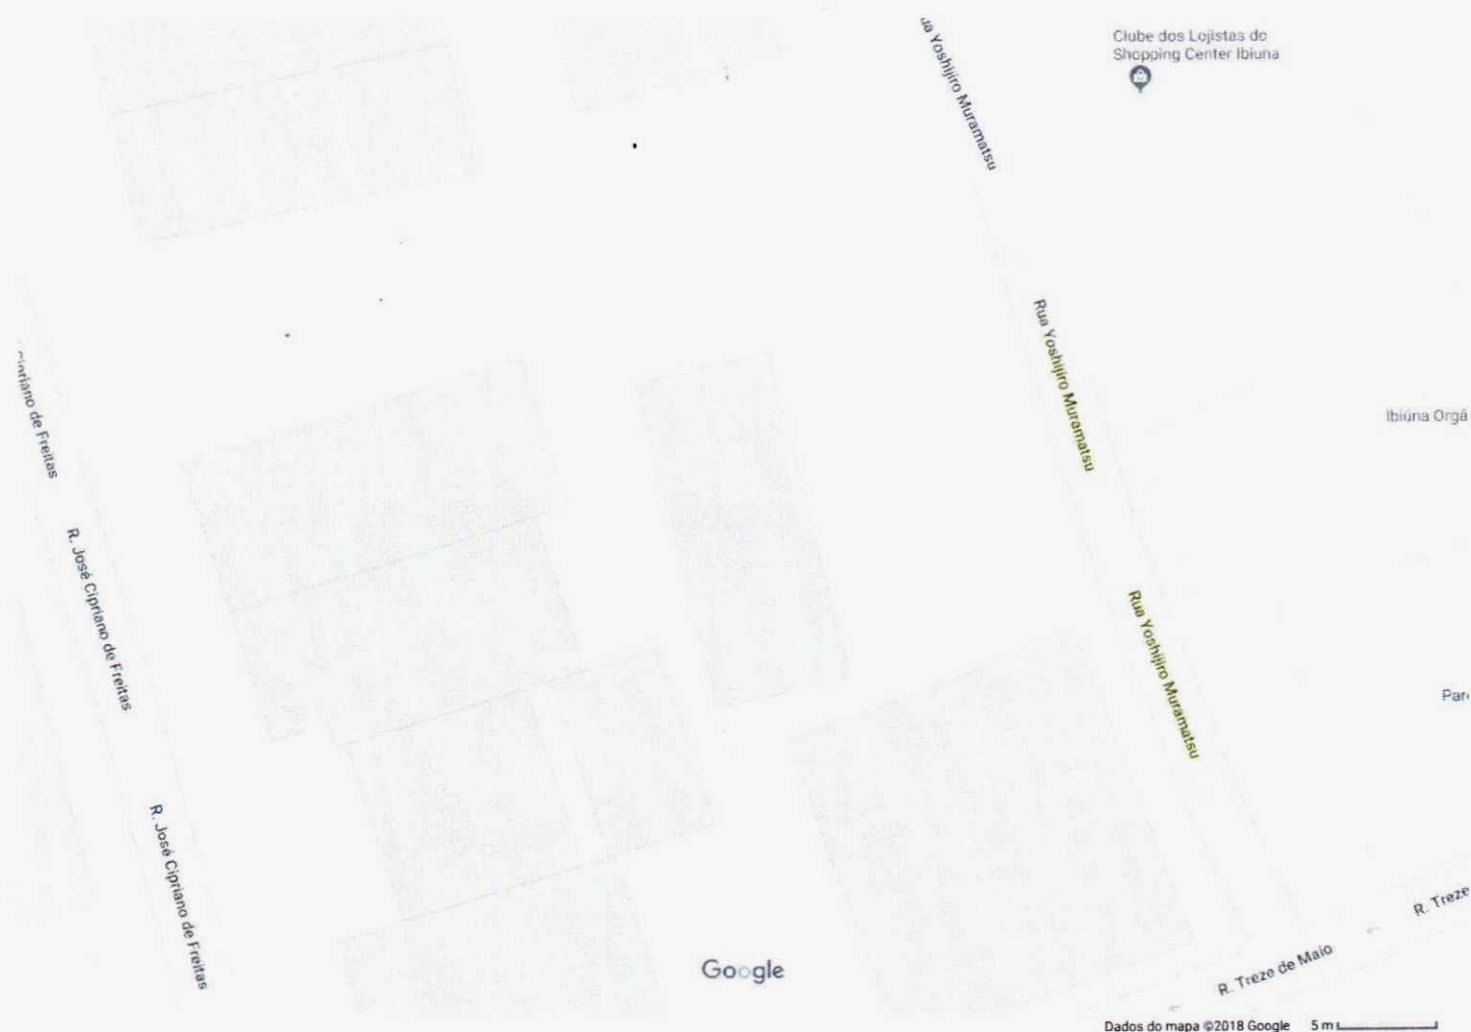 Clube dos Lojistas do
Shopping Center Ibiuna
Yoshijiro Muramatsu
Rua Yoshijiro Muramatsu
Ibiúna Orgâ
Cipriano de Freitas
R. José Cipriano de Freitas
Rua Yoshijiro Muramatsu
R. José Cipriano de Freitas
R. Treze
R. Treze de Maio
Google
Dados do mapa ©2018 Google 5 m